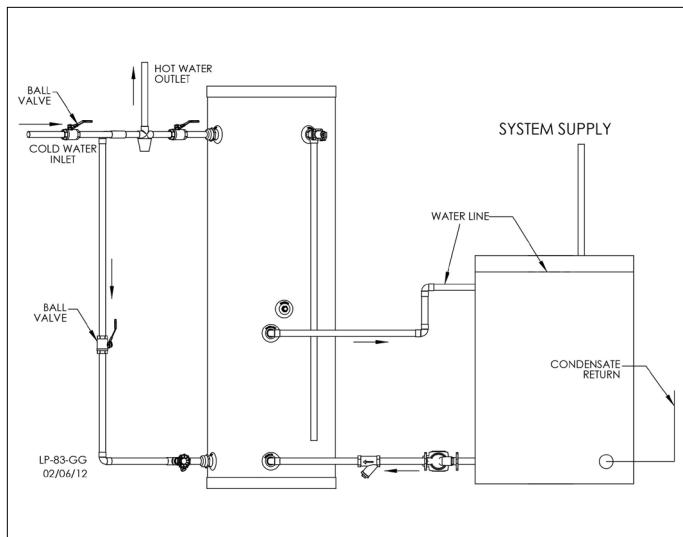 HOT WATER
OUTLET
BALL
VALVE
COLD WATER
INLET
SYSTEM SUPPLY
WATER LINE
BALL
VALVE
CONDENSATE
RETURN
LP-83-GG
02/06/12